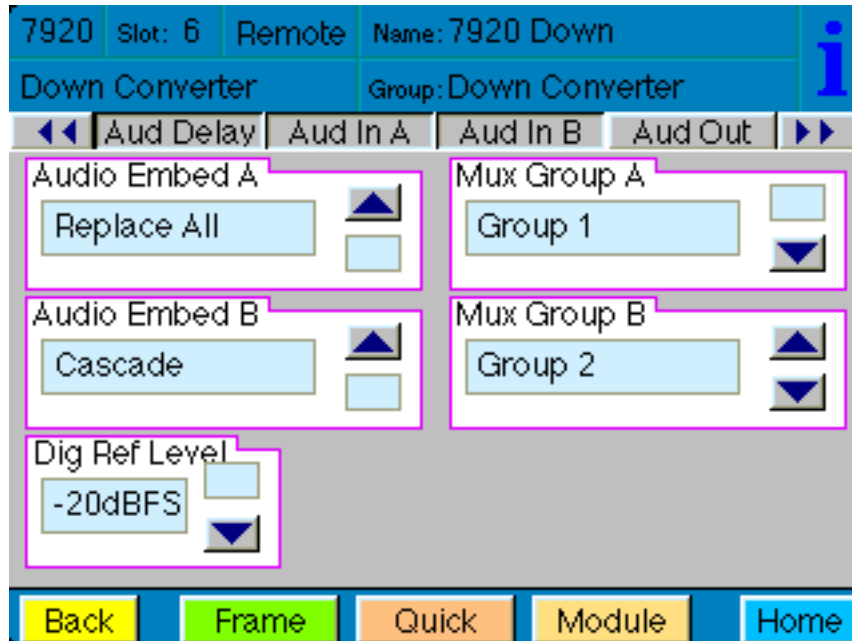 7920 Slot: 6 Remote Name: 7920 Down
Down Converter Group: Down Converter
i
Aud Delay Aud In A Aud In B Aud Out
Audio Embed A
Replace All
Mux Group A
Group 1
Audio Embed B
Cascade
Mux Group B
Group 2
Dig Ref Level
-20dBFS
Back Frame Quick Module Home